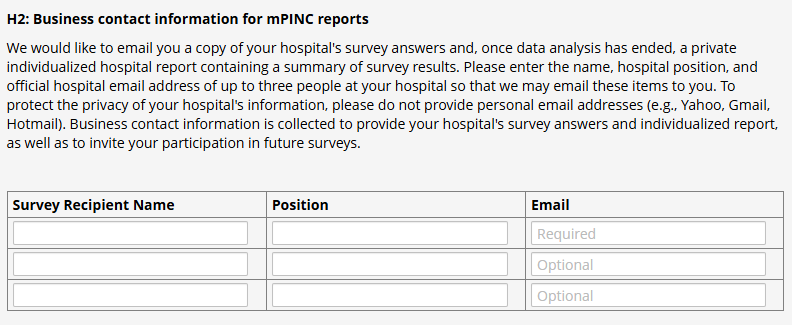 H2: Business contact information for mPINC reports
We would like to email you a copy of your hospital's survey answers and, once data analysis has ended, a private
individualized hospital report containing a summary of survey results. Please enter the name, hospital position, and
official hospital email address of up to three people at your hospital so that we may email these items to you. To
protect the privacy of your hospital's information, please do not provide personal email addresses (e.g., Yahoo, Gmail,
Hotmail). Business contact information is collected to provide your hospital's survey answers and individualized report,
as well as to invite your participation in future surveys.
Survey Recipient Name Position Email
Required
Optional
Optional